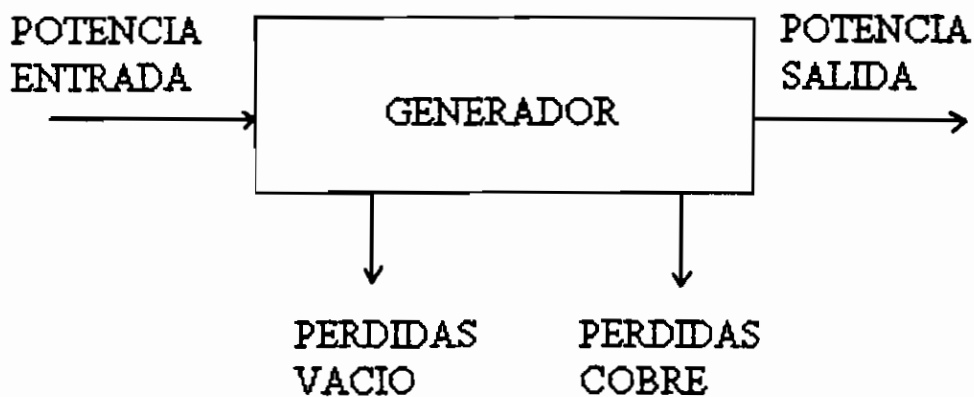 POTENCIA
ENTRADA
GENERADOR
POTENCIA
SALIDA
PERDIDAS
VACIO
PERDIDAS
COBRE